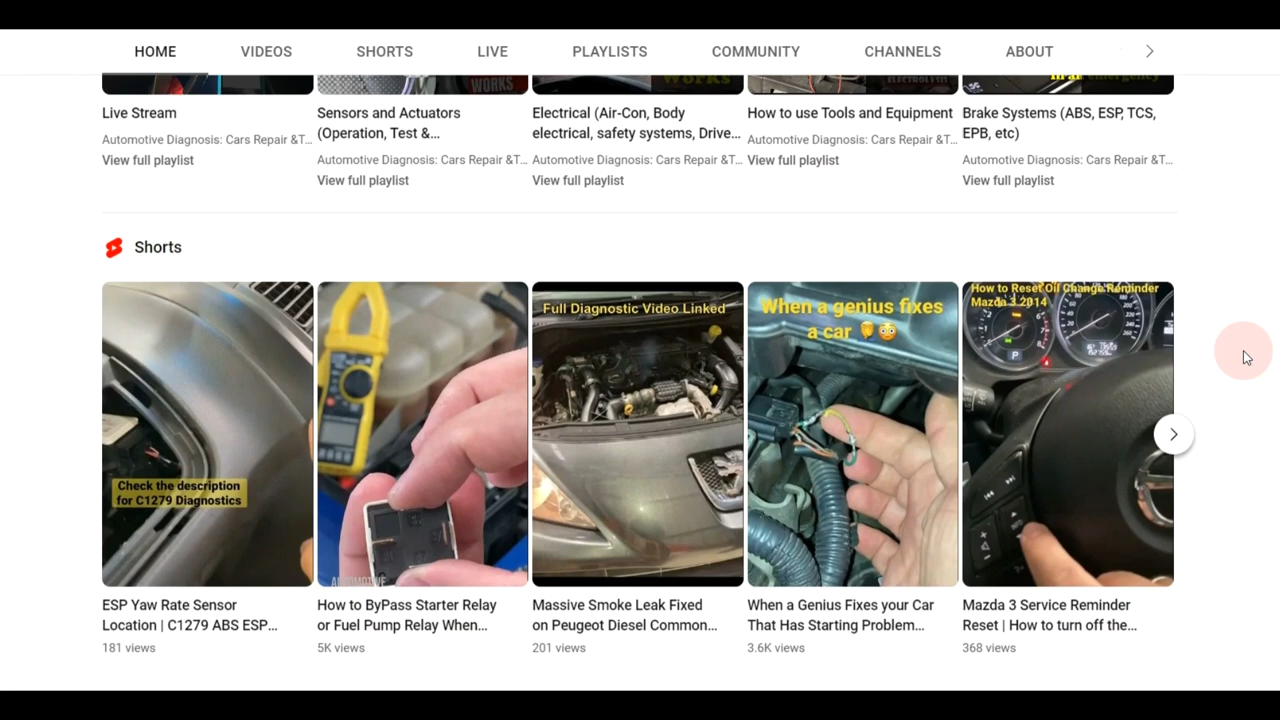 HOME VIDEOS SHORTS LIVE PLAYLISTS COMMUNITY CHANNELS ABOUT
WORKS
WORKS
in an emergency
Live Stream
Automotive Diagnosis: Cars Repair &T...
View full playlist
Sensors and Actuators
(Operation, Test &...
Automotive Diagnosis: Cars Repair &T...
View full playlist
Electrical (Air-Con, Body
electrical, safety systems, Drive...
Automotive Diagnosis: Cars Repair &T...
View full playlist
How to use Tools and Equipment
Automotive Diagnosis: Cars Repair &T...
View full playlist
Brake Systems (ABS, ESP, TCS,
EPB, etc)
Automotive Diagnosis: Cars Repair &T...
View full playlist
Shorts
Check the description
for C1279 Diagnostics
AUTOMOTIVE
Full Diagnostic Video Linked
When a genius fixes
a car
How to Reset Oil Change Reminder
Mazda 3 2014
P
ESP Yaw Rate Sensor
Location | C1279 ABS ESP...
181 views
How to ByPass Starter Relay
or Fuel Pump Relay When...
5K views
Massive Smoke Leak Fixed
on Peugeot Diesel Common...
201 views
When a Genius Fixes your Car
That Has Starting Problem...
3.6K views
Mazda 3 Service Reminder
Reset | How to turn off the...
368 views